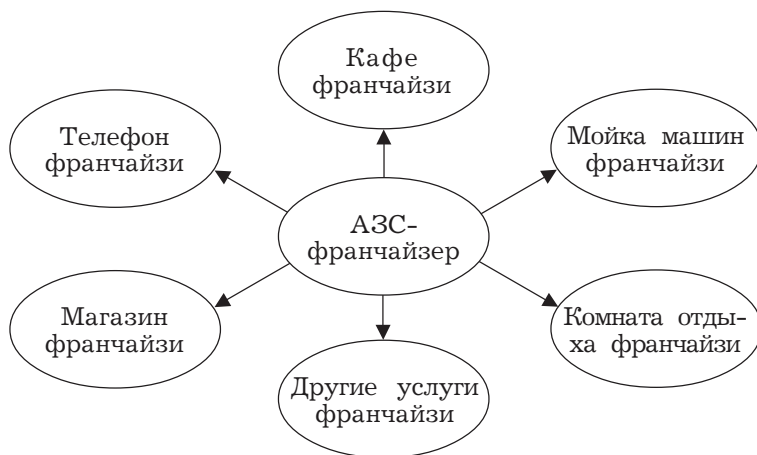 Кафе
франчайзи
Телефон
франчайзи
Мойка машин
франчайзи
АЗС-
франчайзер
Магазин
франчайзи
Комната отды-
ха франчайзи
Другие услуги
франчайзи